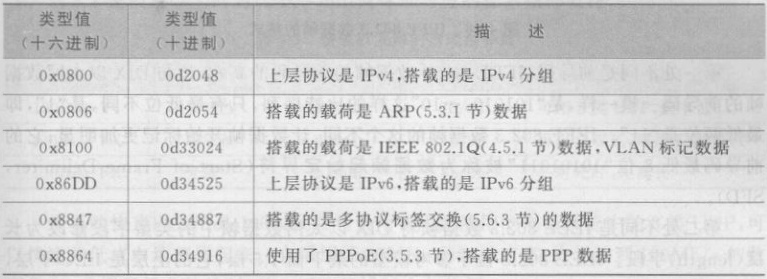 类型值（十六进制） 类型值（十进制） 描 述
0x0800 0d2048 上层协议是 IPv4,搭载的是 IPv4 分组
0x0806 0d2054 搭载的载荷是 ARP(5.3.1 节)数据
0x8100 0d33024 搭载的载荷是 IEEE 802.1Q(4.5.1 节)数据,VLAN 标记数据
0x86DD 0d34525 上层协议是 IPv6,搭载的是 IPv6 分组
0x8847 0d34887 搭载的是多协议标签交换(5.6.3 节)的数据
0x8864 0d34916 使用了 PPPoE(3.5.3 节),搭载的是 PPP 数据